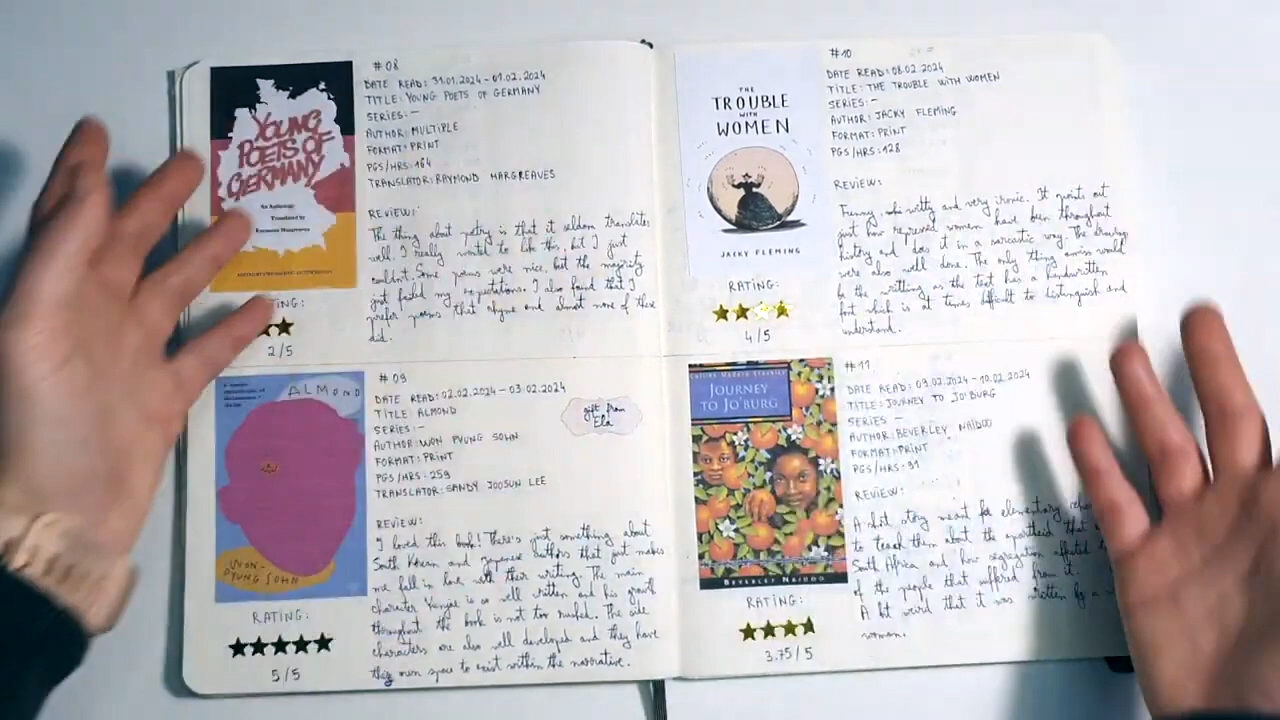 #08
DATE READ: 31.01.2024 - 01.02.2024
TITLE: YOUNG POETS OF GERMANY
SERIES: -
AUTHOR: MULTIPLE
FORMAT: PRINT
PGS/HRS: 164
TRANSLATOR: RAYMOND HARGREAVES
YOUNG
POETS OF
GERMANY
An Anthology
Translated by
Raymond Hargreaves
REVIEW:
The thing about poetry is that it seldom translates
well. I really wanted to like this, but I just
couldn't. Some poems were nice, but the majority
just failed my expectations. I also found that I
prefer poems that rhyme and almost none of these
did.
TING:
2/5
#09
DATE READ: 02.02.2024 - 03.02.2024
TITLE: ALMOND
SERIES: -
AUTHOR: WON PYUNG SOHN
FORMAT: PRINT
PGS/HRS: 259
TRANSLATOR: SANDY JOOSUN LEE
gift from
Ela
ALMOND
WON-
PYUNG SOHN
REVIEW:
I loved this book! There's just something about
South Korean and Japanese authors that just makes
me fall in love with their writing. The main
character Yunjae is so well written and his growth
throughout the book is not too rushed. The side
characters are also well developed and they have
their own space to exist within the narrative.
RATING:
5/5
#10
DATE READ: 08.02.2024
TITLE: THE TROUBLE WITH WOMEN
SERIES: -
AUTHOR: JACKY FLEMING
FORMAT: PRINT
PGS/HRS: 128
THE
TROUBLE
WITH
WOMEN
JACKY FLEMING
REVIEW:
Funny, witty and very ironic. It points out
just how repressed women have been throughout
history and does it in a sarcastic way. The drawings
were also well done. The only thing amiss would
be the writing as the text has a handwritten
font which is at times difficult to distinguish and
understand.
RATING:
4/5
#11
DATE READ: 09.02.2024 - 10.02.2024
TITLE: JOURNEY TO JO'BURG
SERIES -
AUTHOR: BEVERLEY NAIDOO
FORMAT: PRINT
PGS/HRS: 91
JOURNEY
TO JO'BURG
BEVERLEY NAIDOO
REVIEW:
A short story meant for elementary
to teach them about the apartheid that
South Africa and how segregation affected
of the people that suffered from it.
A bit weird that it was written by a
woman.
RATING:
3.75/5